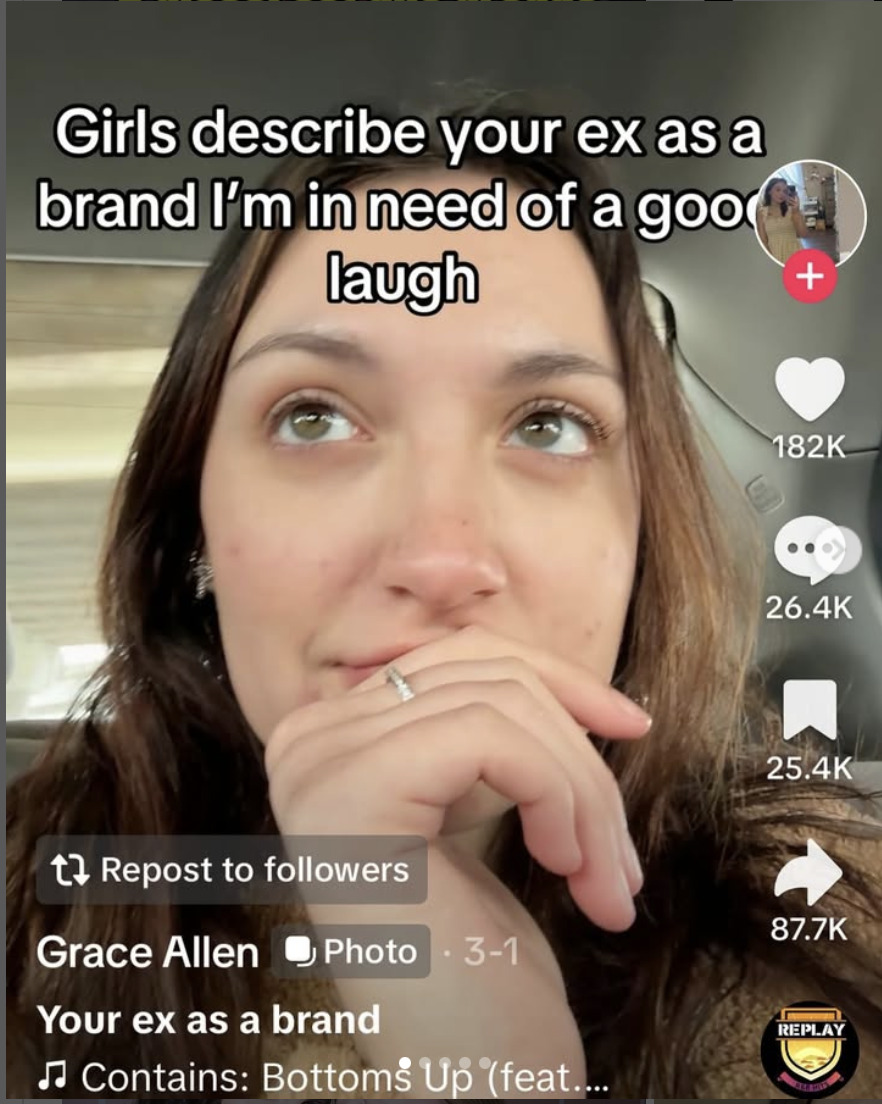 Girls describe your ex as a
brand I'm in need of a good
laugh
182K
26.4K
25.4K
87.7K
Repost to followers
Grace Allen Photo · 3-1
Your ex as a brand
Contains: Bottoms Up (feat....
REPLAY